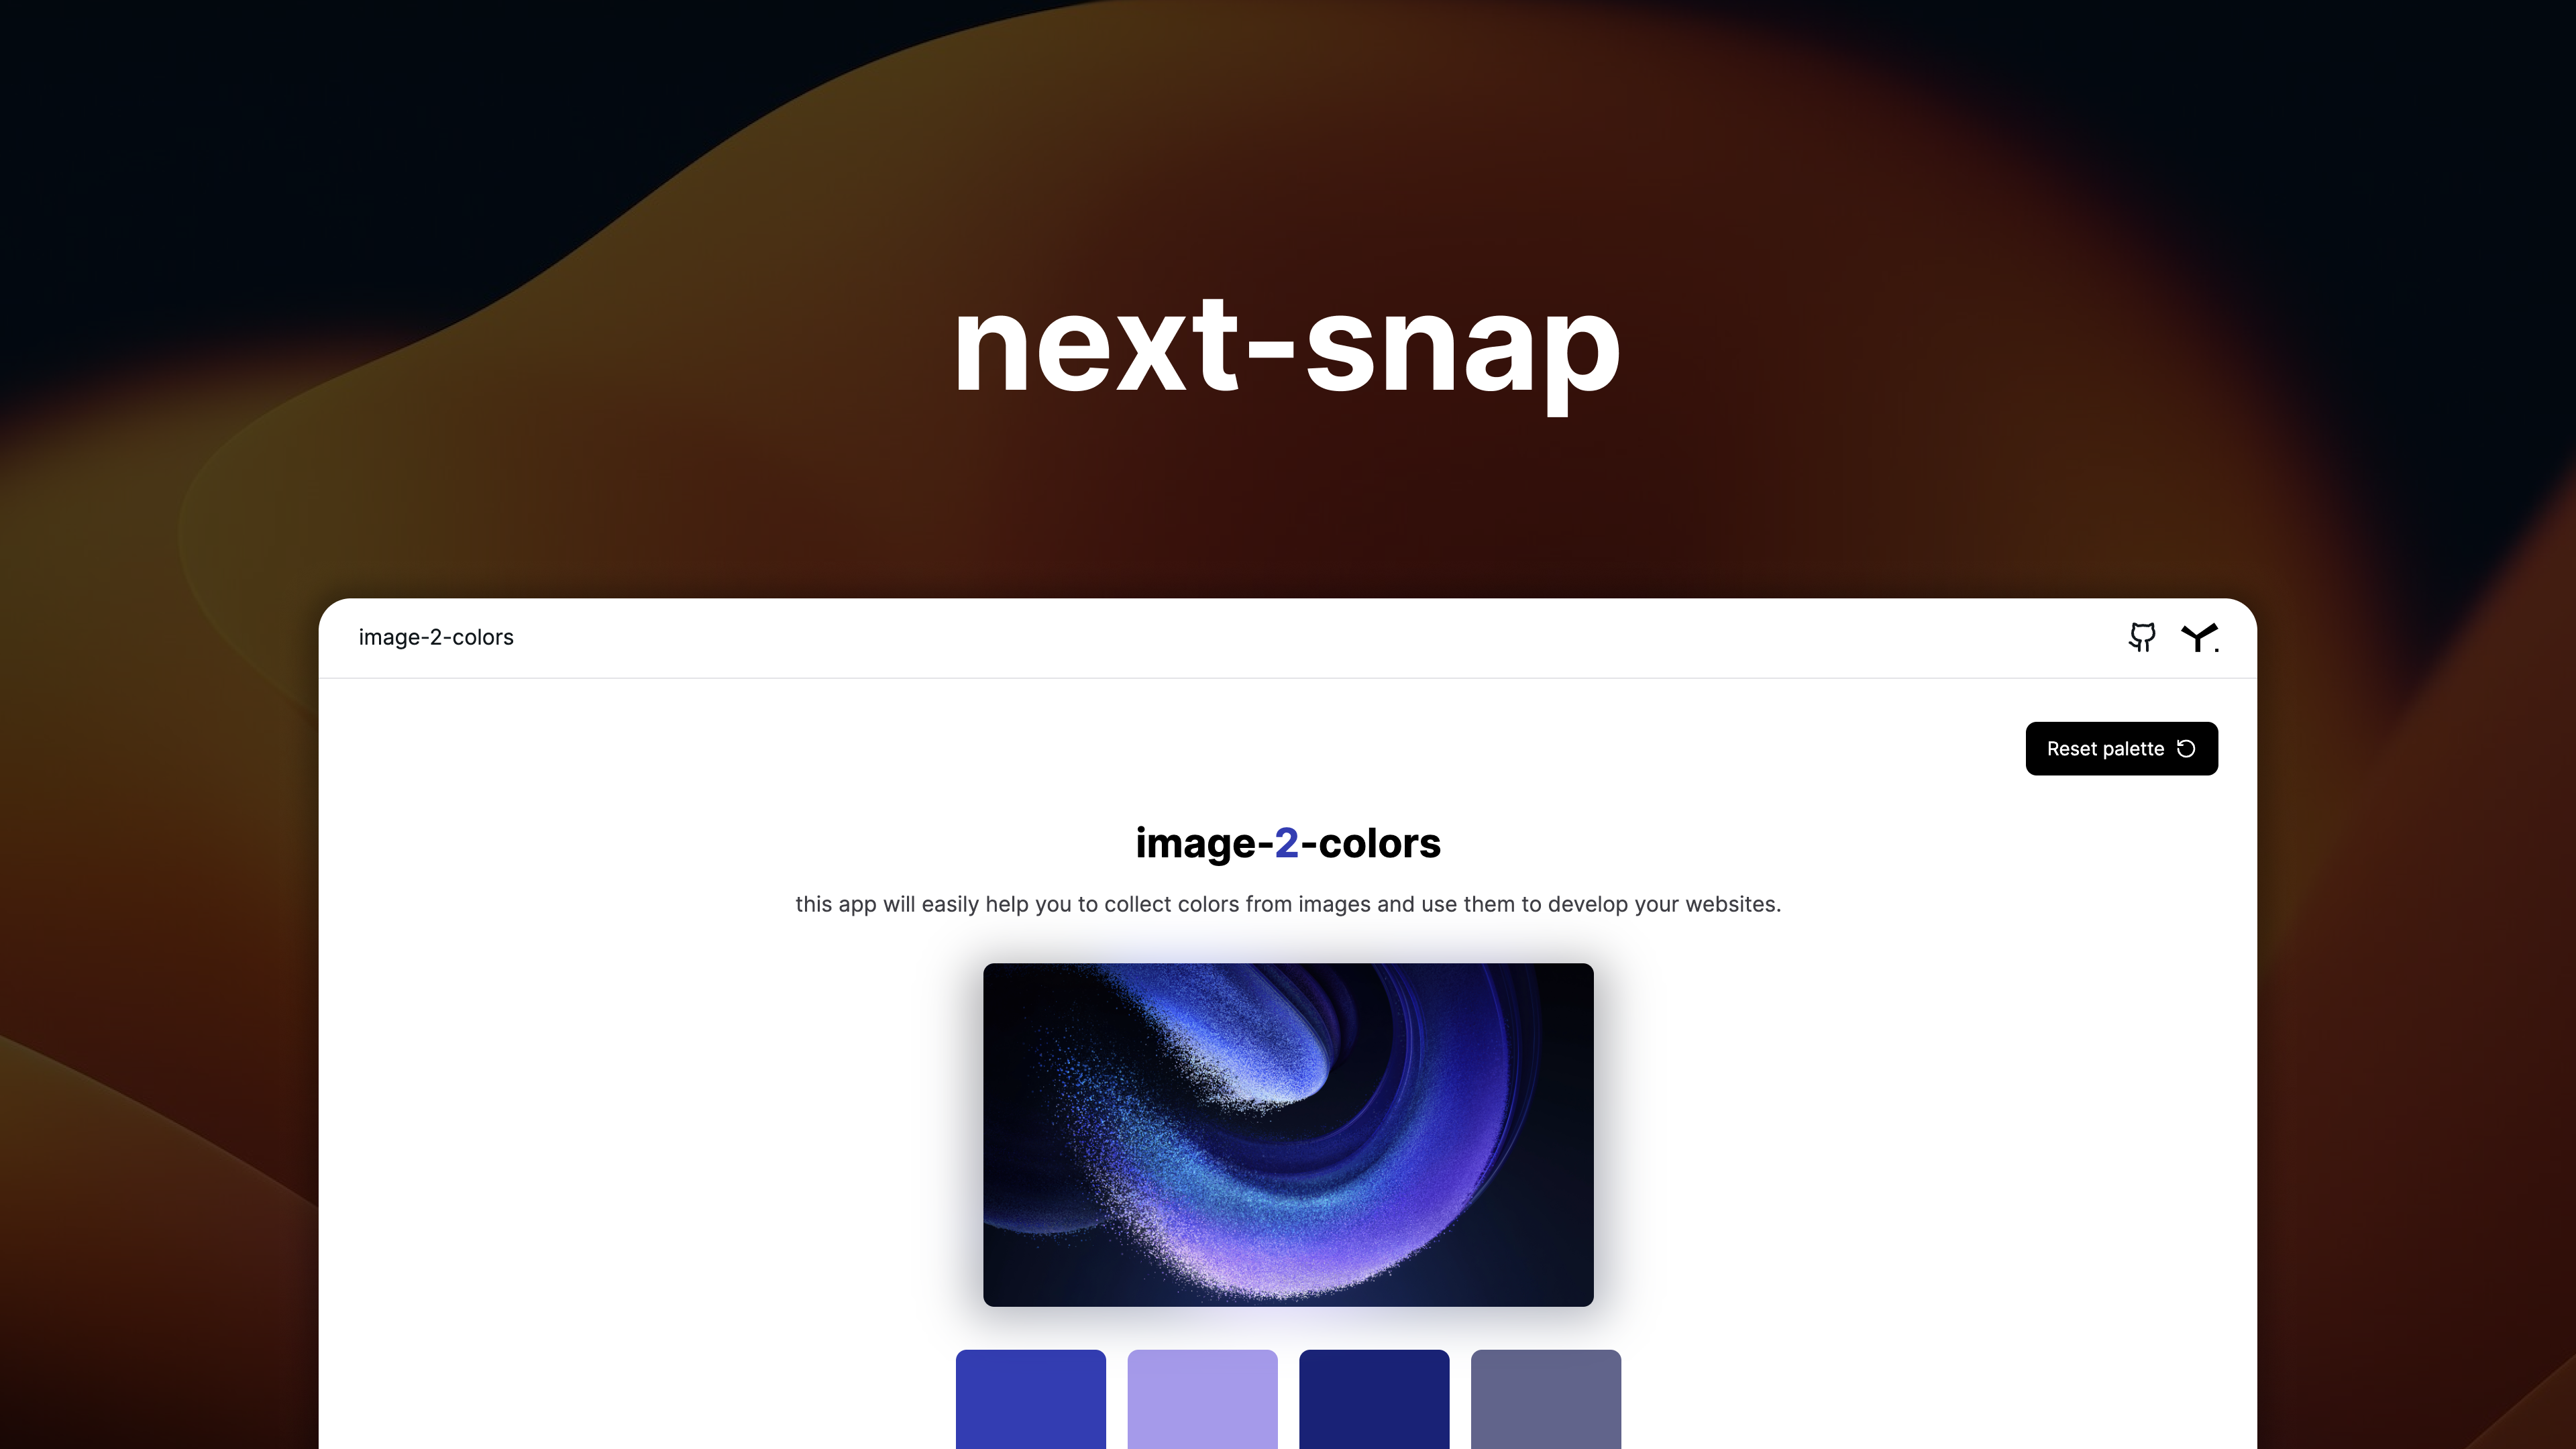 next-snap
image-2-colors
Reset palette
image-2-colors
this app will easily help you to collect colors from images and use them to develop your websites.